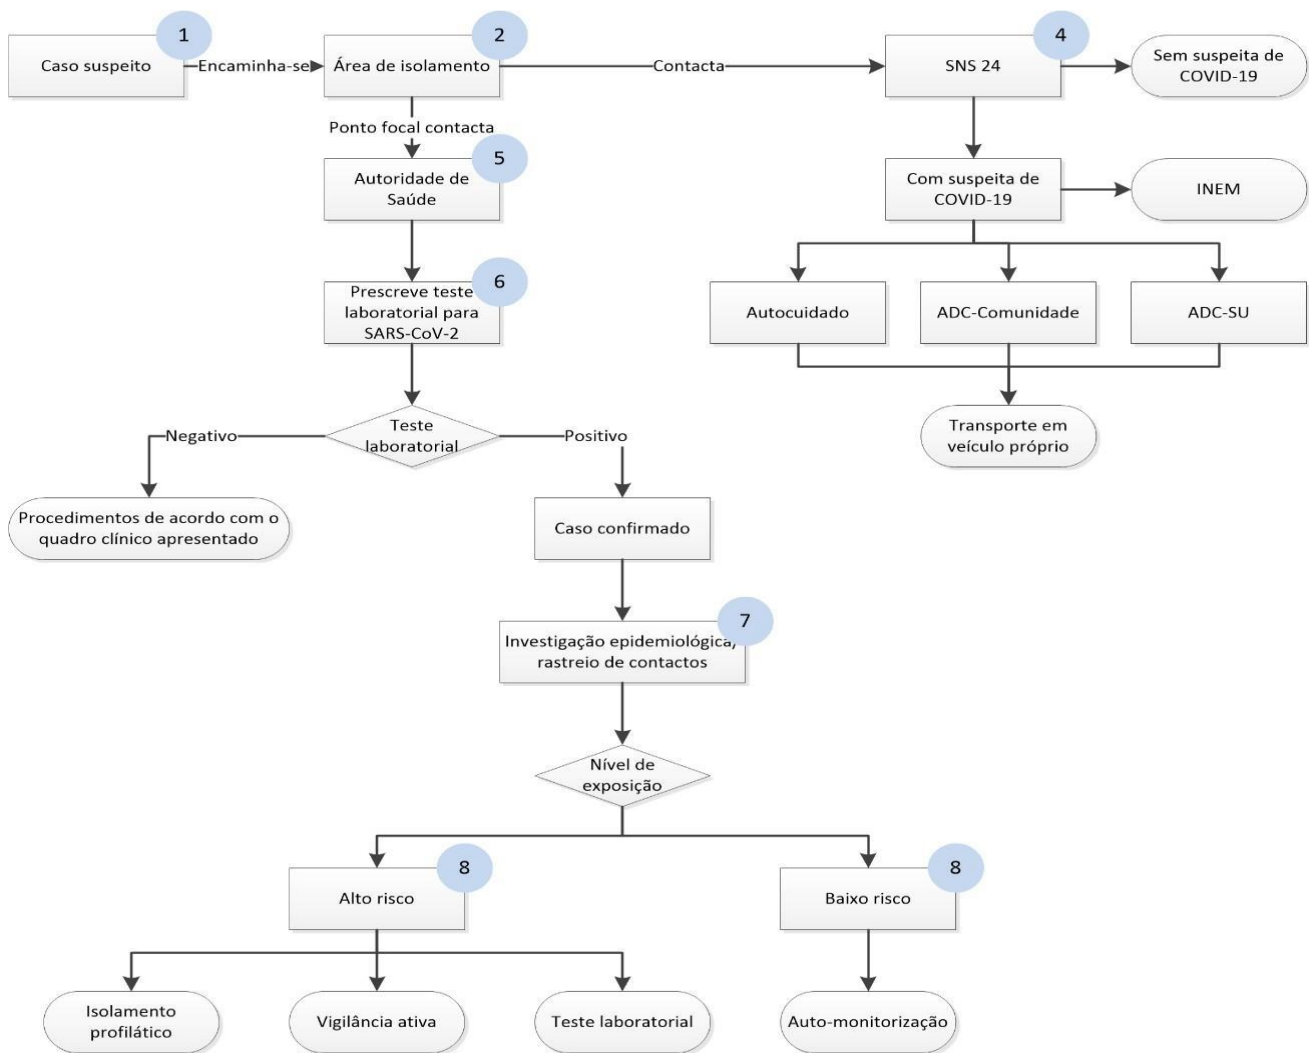 1
Caso suspeito
Encaminha-se
2
Área de isolamento
Contacta
4
SNS 24
Sem suspeita de
COVID-19
Ponto focal contacta
5
Autoridade de
Saúde
Com suspeita de
COVID-19
INEM
6
Prescreve teste
laboratorial para
SARS-CoV-2
Autocuidado
ADC-Comunidade
ADC-SU
Teste
laboratorial
Negativo
Positivo
Transporte em
veículo próprio
Procedimentos de acordo com o
quadro clínico apresentado
Caso confirmado
7
Investigação epidemiológica/
rastreio de contactos
Nível de
exposição
8
Alto risco
8
Baixo risco
Isolamento
profilático
Vigilância ativa
Teste laboratorial
Auto-monitorização